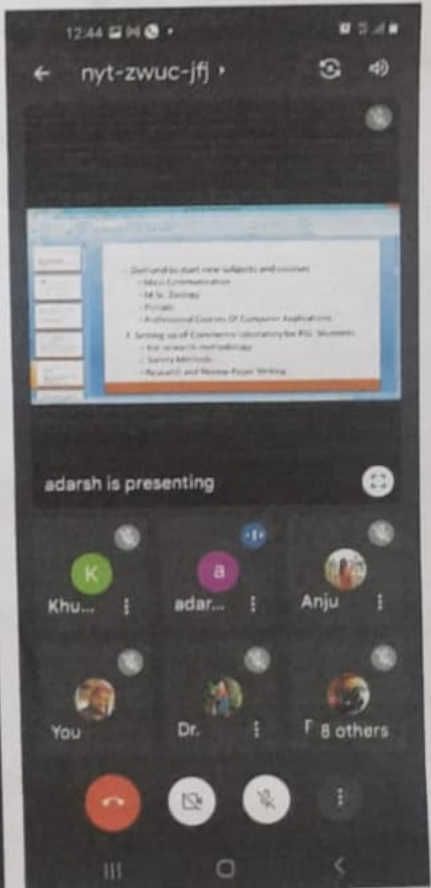 12:44
nyt-zwuc-jfj
Demand to start new subjects and courses
Mass Communication
M.Sc. Zoology
Professional Courses Of Computer Applications
Setting up of Commerce laboratory for PG Students
For research methodology
Survey Methods
Research and Review Paper Writing
adarsh is presenting
K
a
Khu...
adar...
Anju
You
Dr.
8 others